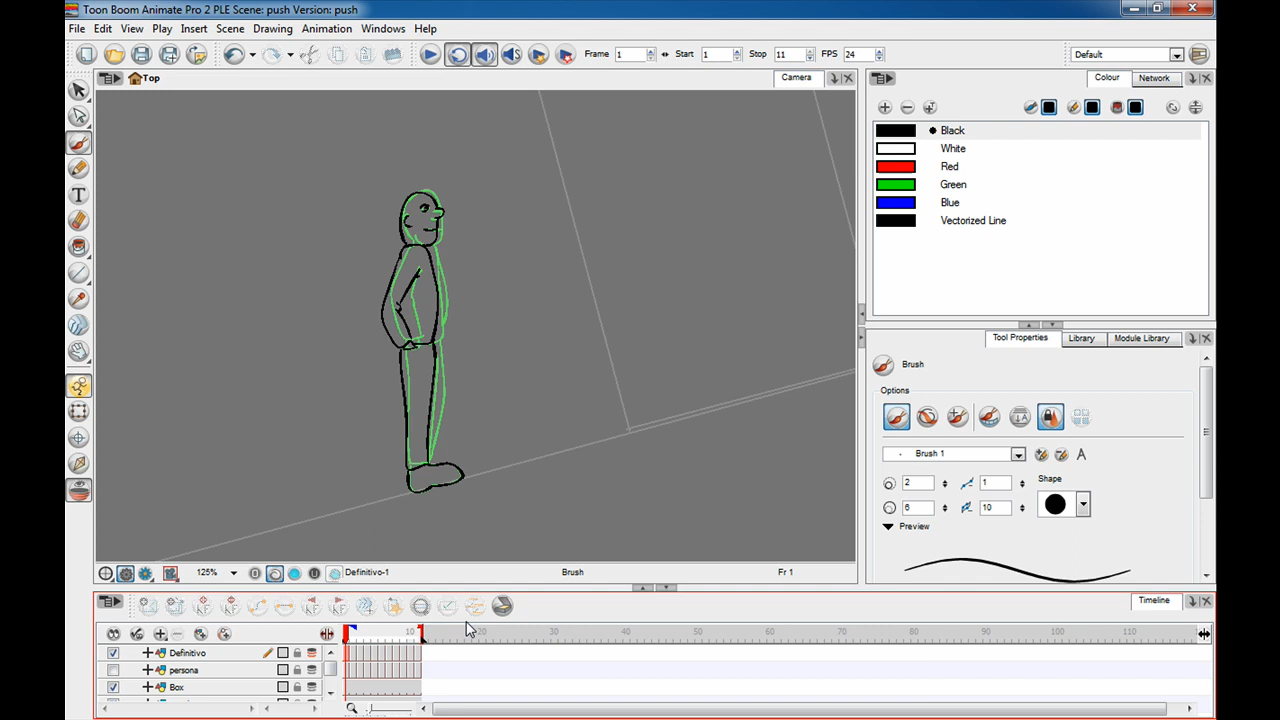 Toon Boom Animate Pro 2 PLE Scene: push Version: push
File Edit View Play Insert Scene Drawing Animation Windows Help
Frame 1 Start 1 Stop 11 FPS 24 Default
Top Camera
Colour Network
Black
White
Red
Green
Blue
Vectorized Line
Tool Properties Library Module Library
Brush
Options
Brush 1 A
2 1 Shape
6 10
Preview
125% Definitivo-1 Brush Fr 1
Timeline
10 20 30 40 50 60 70 80 90 100 110
Definitivo
persona
Box